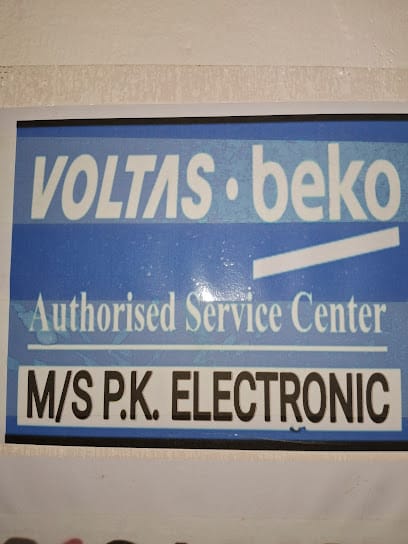 VOLTAS · beko
Authorised Service Center
M/S P.K. ELECTRONIC